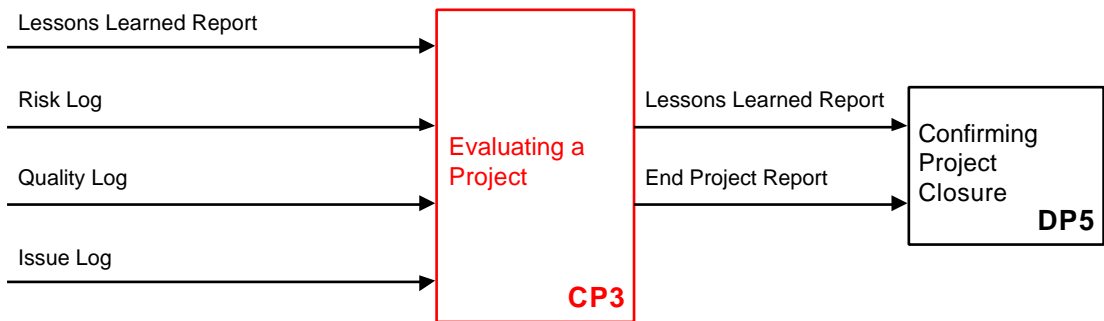 Lessons Learned Report
Risk Log
Quality Log
Issue Log
Evaluating a
Project
CP3
Lessons Learned Report
End Project Report
Confirming
Project
Closure
DP5